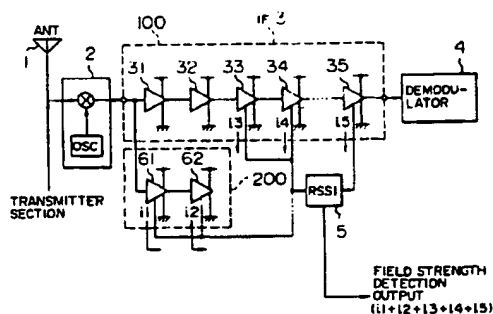 ANT
1
2
100
IF 3
4
31 32 33 34 35
OSC
i3 i4 i5
DEMODU-
LATOR
61 62
200
TRANSMITTER
SECTION
i1 i2
RSSI
5
FIELD STRENGTH
DETECTION
OUTPUT
(i1+i2+i3+i4+i5)